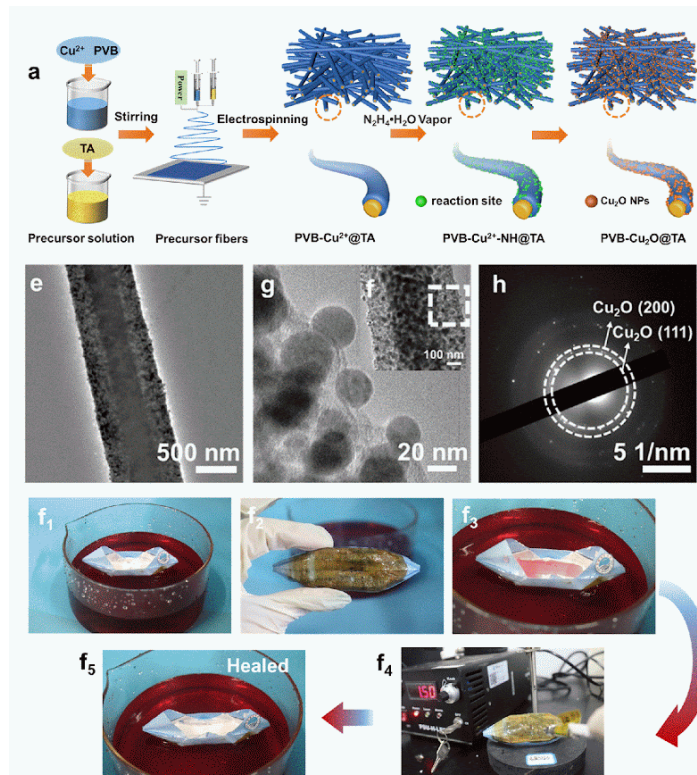 Cu²⁺ PVB
a
Power
Stirring
Electrospinning
N₂H₄•H₂O Vapor
TA
reaction site
Cu₂O NPs
Precursor solution
Precursor fibers
PVB-Cu²⁺@TA
PVB-Cu²⁺-NH@TA
PVB-Cu₂O@TA
e
500 nm
g
f
100 nm
20 nm
h
Cu₂O (200)
Cu₂O (111)
5 1/nm
f₁
f₂
f₃
f₅
Healed
f₄
150